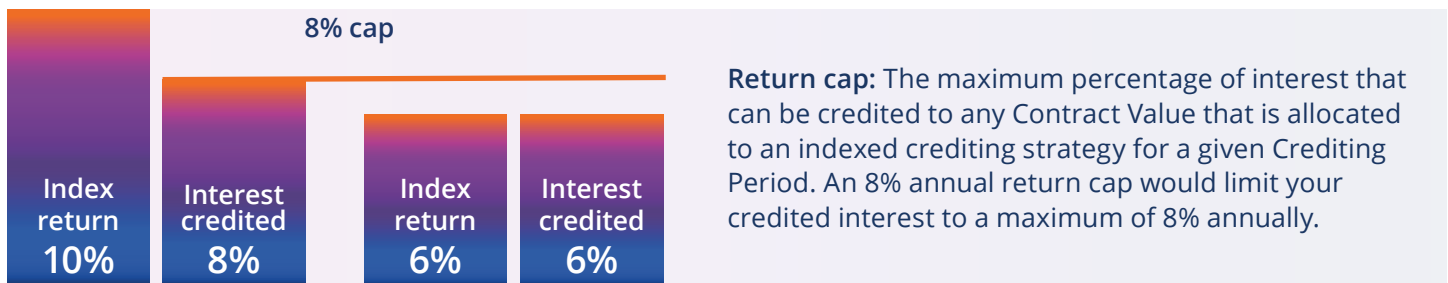 8% cap
Index
return
10%
Interest
credited
8%
Index
return
6%
Interest
credited
6%
Return cap: The maximum percentage of interest that
can be credited to any Contract Value that is allocated
to an indexed crediting strategy for a given Crediting
Period. An 8% annual return cap would limit your
credited interest to a maximum of 8% annually.